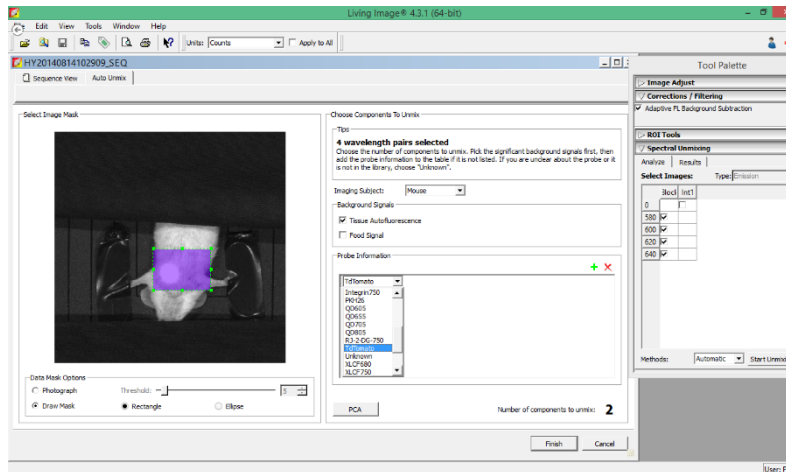 Living Image® 4.3.1 (64-bit)
Edit View Tools Window Help
Units: Counts Apply to All
HY20140814102909_SEQ
Sequence View Auto Unmix
Select Image Mask
Data Mask Options
Photograph Threshold: 5
Draw Mask Rectangle Ellipse
Choose Components To Unmix
Tips
4 wavelength pairs selected
Choose the number of components to unmix. Pick the significant background signals first, then
add the probe information to the table if it is not listed. If you are unclear about the probe or it
is not in the library, choose "Unknown".
Imaging Subject: Mouse
Background Signals
Tissue Autofluorescence
Food Signal
Probe Information
TdTomato
Integrin750
PKH26
QD605
QD655
QD705
QD805
RJ-2-DG-750
TdTomato
Unknown
XLCF680
XLCF750
PCA Number of components to unmix: 2
Finish Cancel
Tool Palette
Image Adjust
Corrections / Filtering
Adaptive FL Background Subtraction
ROI Tools
Spectral Unmixing
Analyze Results
Select Images: Type: Emission
Block Int1
0
580
600
620
640
Methods: Automatic Start Unmix
User: F